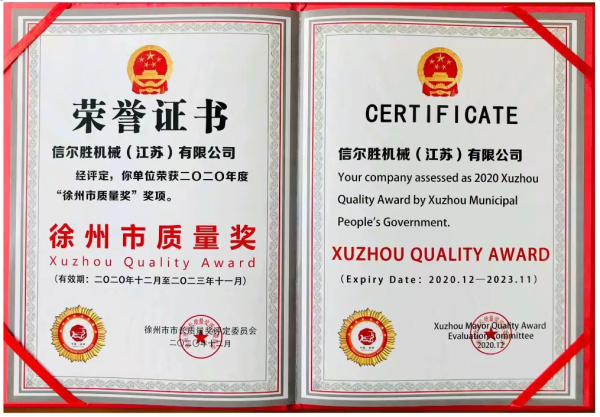 荣誉证书
信尔胜机械（江苏）有限公司
经评定，你单位荣获二〇二〇年度
“徐州市质量奖”奖项。
徐州市质量奖
Xuzhou Quality Award
（有效期：二〇二〇年十二月至二〇二三年十一月）
徐州市市长质量奖评定委员会
二〇二〇年十二月
CERTIFICATE
信尔胜机械（江苏）有限公司
Your company assessed as 2020 Xuzhou
Quality Award by Xuzhou Municipal
People's Government.
XUZHOU QUALITY AWARD
（Expiry Date：2020.12—2023.11）
Xuzhou Mayor Quality Award
Evaluation Committee
2020.12